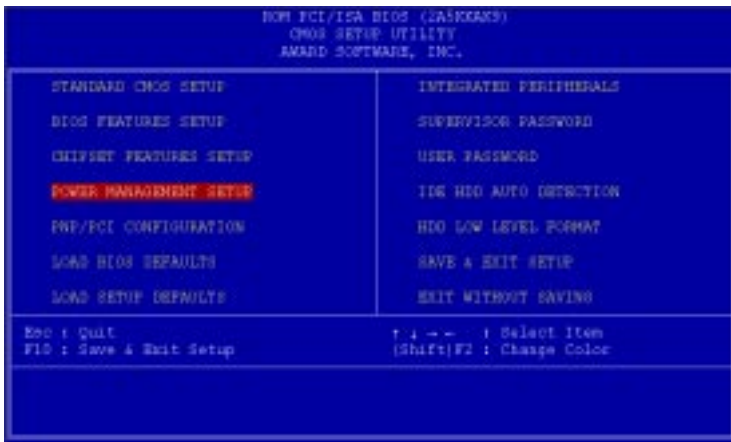 ROM PCI/ISA BIOS
CMOS SETUP UTILITY
AWARD SOFTWARE, INC.
STANDARD CMOS SETUP
BIOS FEATURES SETUP
CHIPSET FEATURES SETUP
POWER MANAGEMENT SETUP
PNP/PCI CONFIGURATION
LOAD BIOS DEFAULTS
LOAD SETUP DEFAULTS
INTEGRATED PERIPHERALS
SUPERVISOR PASSWORD
USER PASSWORD
IDE HDD AUTO DETECTION
HDD LOW LEVEL FORMAT
SAVE & EXIT SETUP
EXIT WITHOUT SAVING
Esc : Quit
F10 : Save & Exit Setup
↑ ↓ → ← : Select Item
(Shift)F2 : Change Color